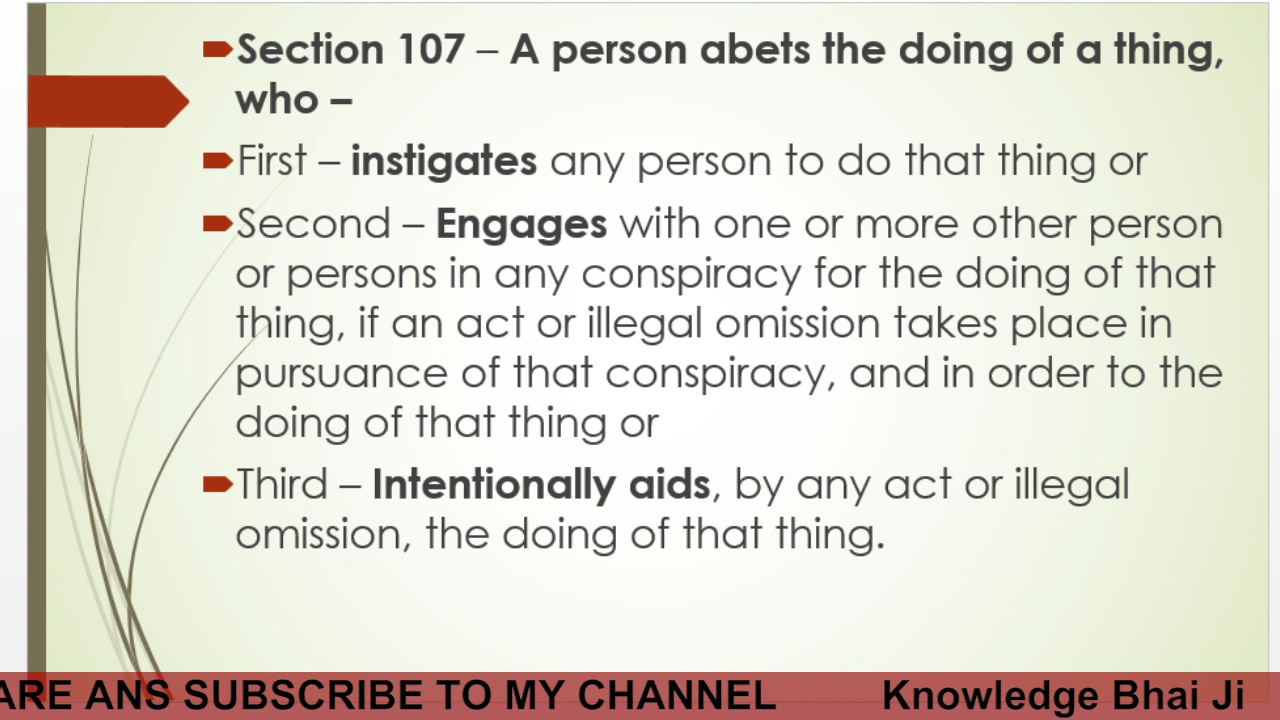 Section 107 – A person abets the doing of a thing,
who –
First – instigates any person to do that thing or
Second – Engages with one or more other person
or persons in any conspiracy for the doing of that
thing, if an act or illegal omission takes place in
pursuance of that conspiracy, and in order to the
doing of that thing or
Third – Intentionally aids, by any act or illegal
omission, the doing of that thing.
ARE ANS SUBSCRIBE TO MY CHANNEL Knowledge Bhai Ji